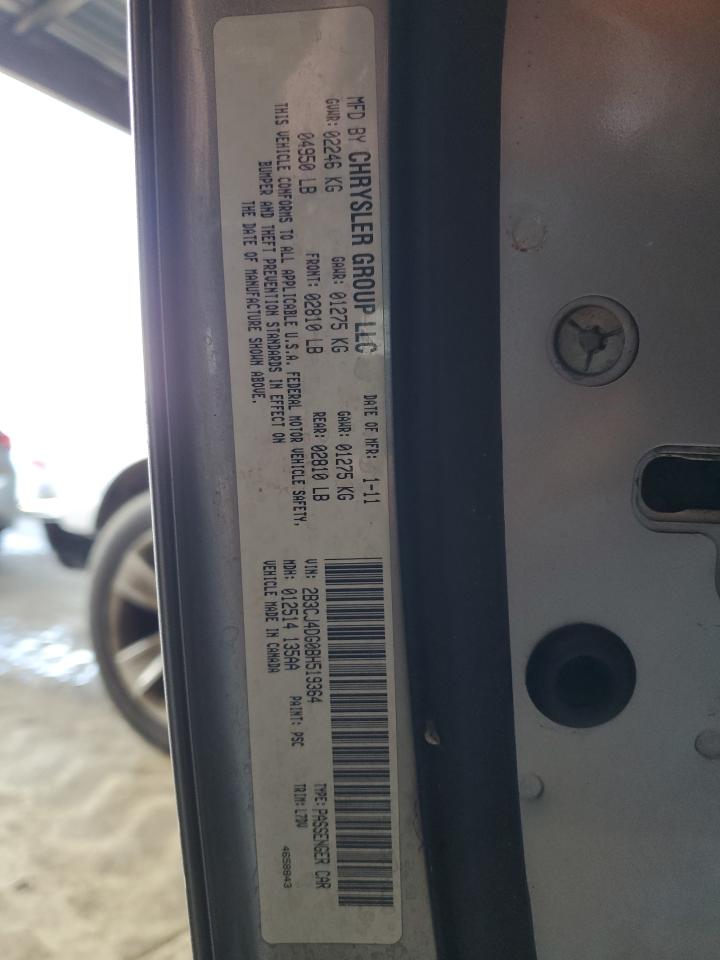 MFD BY CHRYSLER GROUP LLC DATE OF MFR: 1-11
GVWR: 02246 KG GAWR: 01275 KG GAWR: 01275 KG
04950 LB FRONT: 02810 LB REAR: 02810 LB
THIS VEHICLE CONFORMS TO ALL APPLICABLE U.S.A. FEDERAL MOTOR VEHICLE SAFETY,
BUMPER AND THEFT PREVENTION STANDARDS IN EFFECT ON
THE DATE OF MANUFACTURE SHOWN ABOVE.
VIN: 2B3CJ4DG0BH519364 TYPE: PASSENGER CAR
MDH: 012514 135AA PAINT: PSC TRIM: L7DV
VEHICLE MADE IN CANADA 4658643